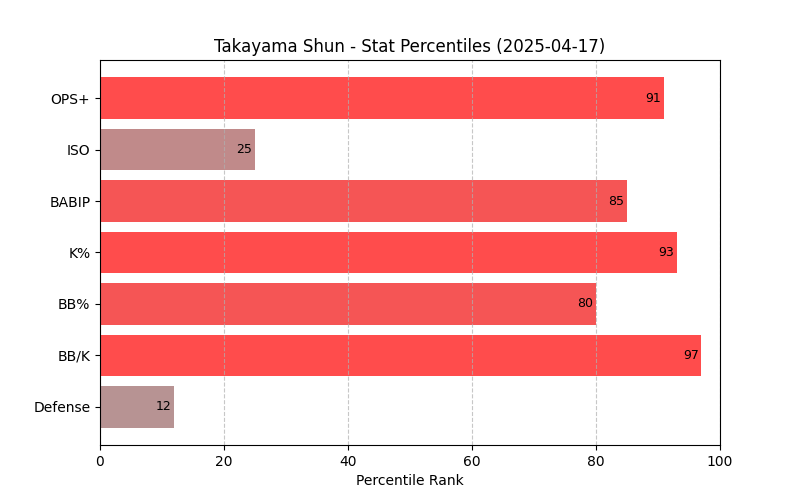 Takayama Shun - Stat Percentiles (2025-04-17)
OPS+ 91
ISO 25
BABIP 85
K% 93
BB% 80
BB/K 97
Defense 12
0 20 40 60 80 100
Percentile Rank